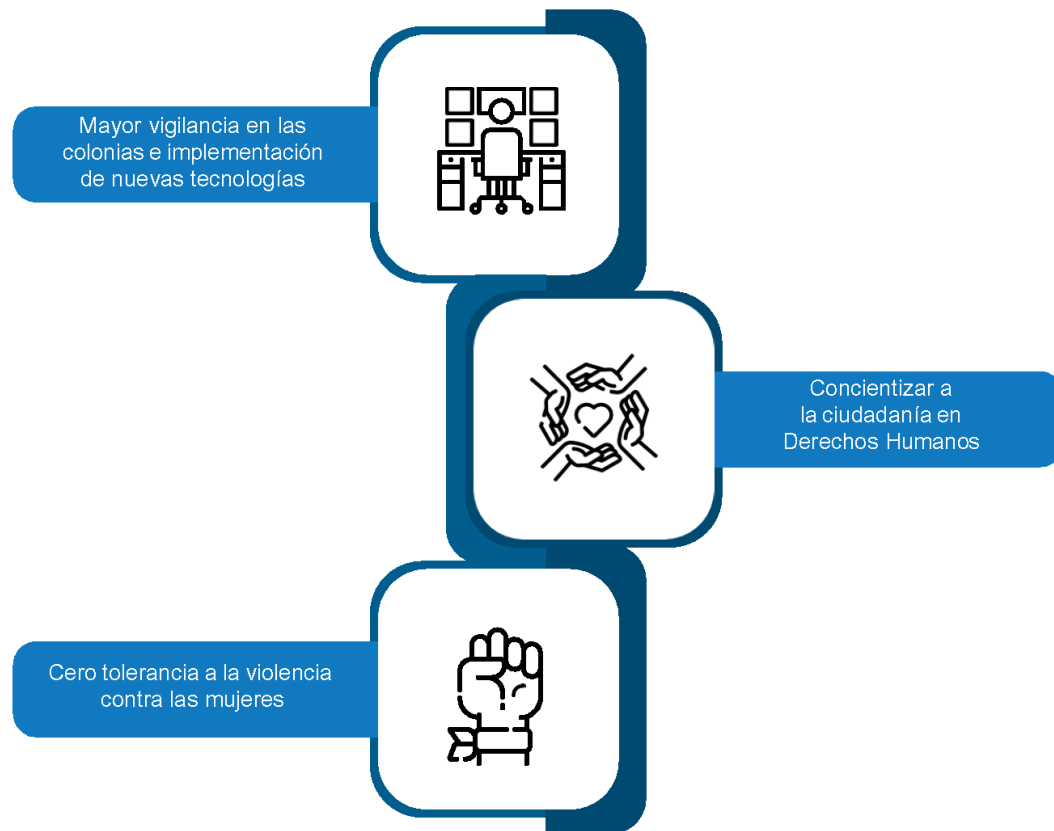 Mayor vigilancia en las
colonias e implementación
de nuevas tecnologías
Concientizar a
la ciudadanía en
Derechos Humanos
Cero tolerancia a la violencia
contra las mujeres